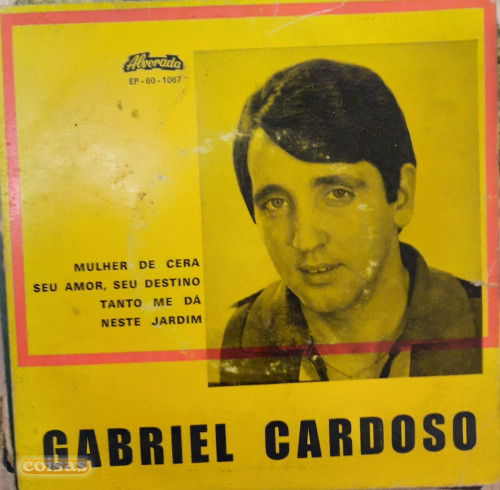 Alvorada
EP - 60 - 1067
MULHER DE CERA
SEU AMOR, SEU DESTINO
TANTO ME DÁ
NESTE JARDIM
GABRIEL CARDOSO
coisas